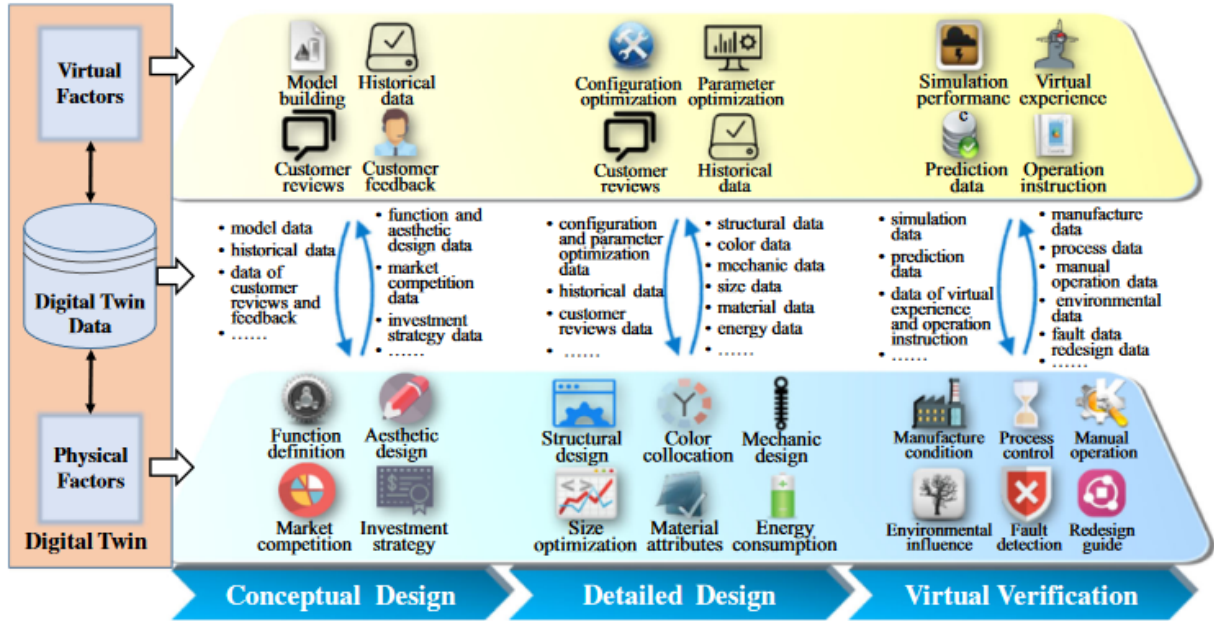 Virtual
Factors
Digital Twin
Data
Physical
Factors
Digital Twin
Model
building
Historical
data
Customer
reviews
Customer
feedback
Configuration
optimization
Parameter
optimization
Customer
reviews
Historical
data
Simulation
performanc
e
Virtual
experience
Prediction
data
Operation
instruction
• model data
• historical data
• data of
customer
reviews and
feedback
• ……
• function and
aesthetic
design data
• market
competition
data
• investment
strategy data
• ……
• configuration
and parameter
optimization
data
• historical data
• customer
reviews data
• ……
• structural data
• color data
• mechanic data
• size data
• material data
• energy data
• ……
• simulation
data
• prediction
data
• data of virtual
experience
and operation
instruction
• ……
• manufacture
data
• process data
• manual
operation data
• environmental
data
• fault data
redesign data
• ……
Function
definition
Aesthetic
design
Market
competition
Investment
strategy
Structural
design
Color
collocation
Mechanic
design
<>
Size
optimization
Material
attributes
Energy
consumption
Manufacture
condition
Process
control
Manual
operation
Environmental
influence
Fault
detection
Redesign
guide
Conceptual Design
Detailed Design
Virtual Verification